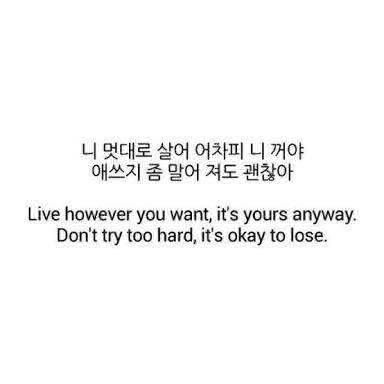 니 멋대로 살어 어차피 니 꺼야
애쓰지 좀 말어 져도 괜찮아
Live however you want, it's yours anyway.
Don't try too hard, it's okay to lose.